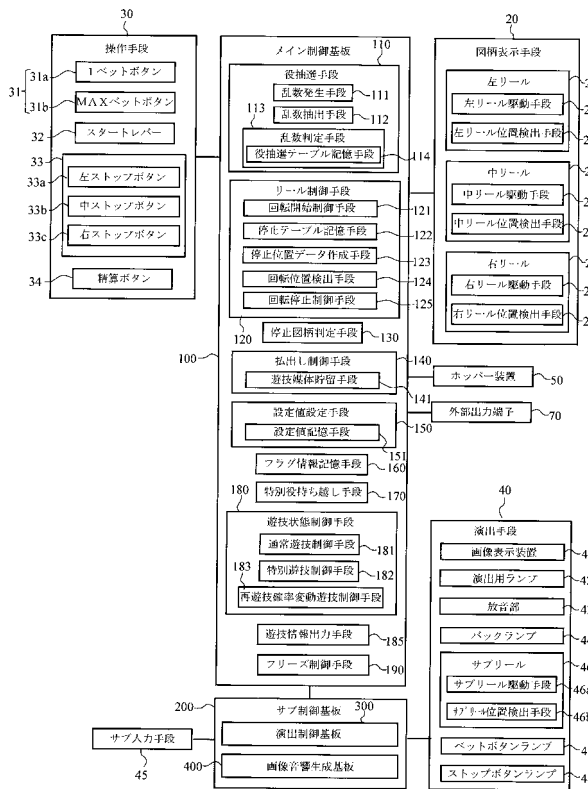 30
操作手段
31
31a
1ベットボタン
31b
MAXベットボタン
32
スタートレバー
33
33a
左ストップボタン
33b
中ストップボタン
33c
右ストップボタン
34
精算ボタン
100
メイン制御基板
110
役抽選手段
乱数発生手段
111
乱数抽出手段
112
113
乱数判定手段
役抽選テーブル記憶手段
114
リール制御手段
回転開始制御手段
121
停止テーブル記憶手段
122
停止位置データ作成手段
123
回転位置検出手段
124
回転停止制御手段
125
120
停止図柄判定手段
130
払出し制御手段
140
遊技媒体貯留手段
141
設定値設定手段
150
設定値記憶手段
151
フラグ情報記憶手段
160
特別役持ち越し手段
170
180
遊技状態制御手段
通常遊技制御手段
181
特別遊技制御手段
182
183
再遊技確率変動遊技制御手段
遊技情報出力手段
185
フリーズ制御手段
190
20
図柄表示手段
左リール
左リール駆動手段
左リール位置検出手段
中リール
中リール駆動手段
中リール位置検出手段
右リール
右リール駆動手段
右リール位置検出手段
ホッパー装置
50
外部出力端子
70
40
演出手段
画像表示装置
演出用ランプ
放音部
バックランプ
サブリール
サブリール駆動手段
46a
サブリール位置検出手段
46b
ベットボタンランプ
ストップボタンランプ
200
サブ制御基板
300
演出制御基板
400
画像音響生成基板
サブ入力手段
45